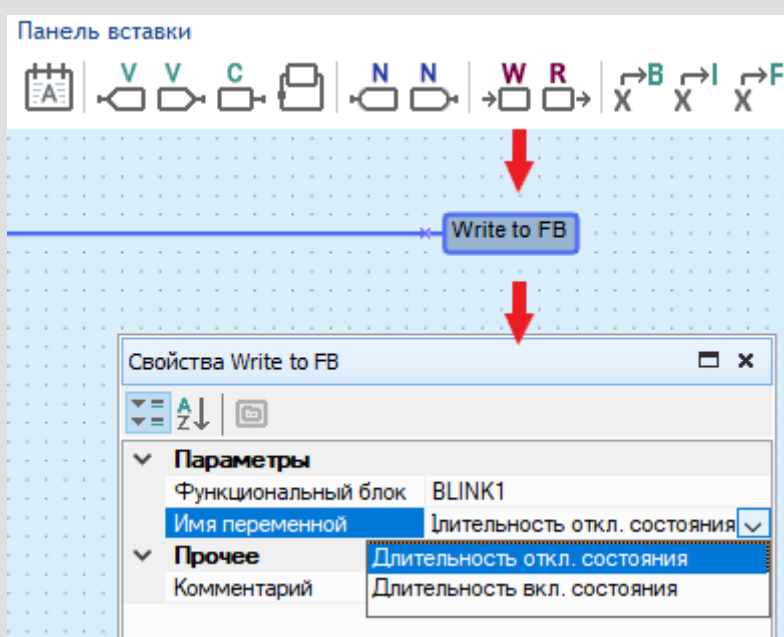 Панель вставки
A V V C N N W R X B X I X F
Write to FB
Свойства Write to FB
A Z
Параметры
Функциональный блок BLINK1
Имя переменной длительность откл. состояния
Прочее Длительность откл. состояния
Комментарий Длительность вкл. состояния